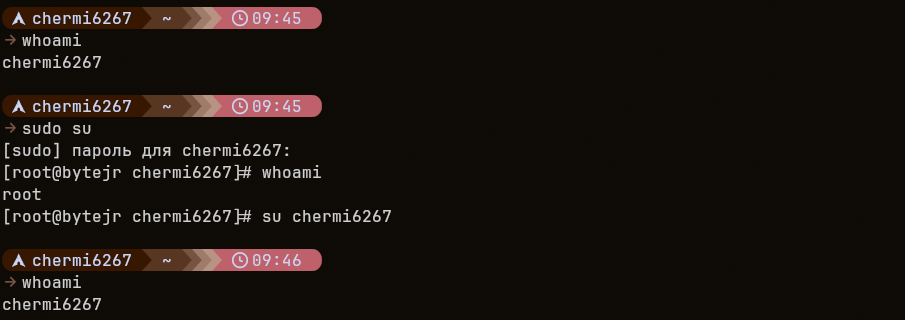 chermi6267 ~ 09:45
→ whoami
chermi6267
chermi6267 ~ 09:45
→ sudo su
[sudo] пароль для chermi6267:
[root@bytejr chermi6267]# whoami
root
[root@bytejr chermi6267]# su chermi6267
chermi6267 ~ 09:46
→ whoami
chermi6267